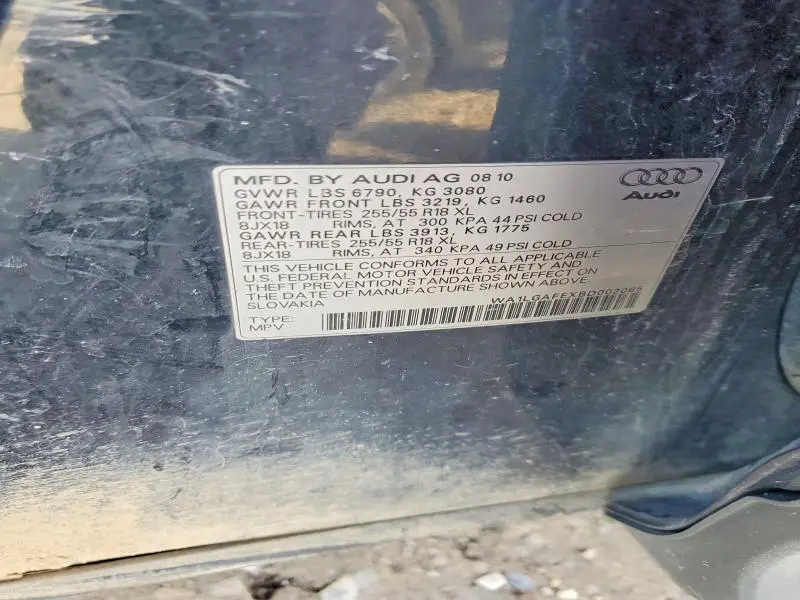 MFD. BY AUDI AG 08 10
GVWR LBS 6790, KG 3080
GAWR FRONT LBS 3219, KG 1460
FRONT-TIRES 255/55 R18 XL
8JX18 RIMS, AT 300 KPA 44 PSI COLD
GAWR REAR LBS 3913, KG 1775
REAR-TIRES 255/55 R18 XL
8JX18 RIMS, AT 340 KPA 49 PSI COLD
THIS VEHICLE CONFORMS TO ALL APPLICABLE
U.S. FEDERAL MOTOR VEHICLE SAFETY AND
THEFT PREVENTION STANDARDS IN EFFECT ON
THE DATE OF MANUFACTURE SHOWN ABOVE
SLOVAKIA
WA1LGAFEXBD002085
TYPE:
MPV
Audi